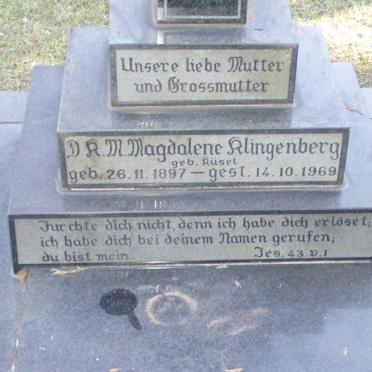 Unsere liebe Mutter
und Grossmutter
D.K.M. Magdalene Klingenberg
geb. Küsel
geb. 26.11.1897 – gest. 14.10.1969
Furchte dich nicht, denn ich habe dich erlöset;
ich habe dich bei deinem Namen gerufen;
du bist mein. Jes. 43. v. 1